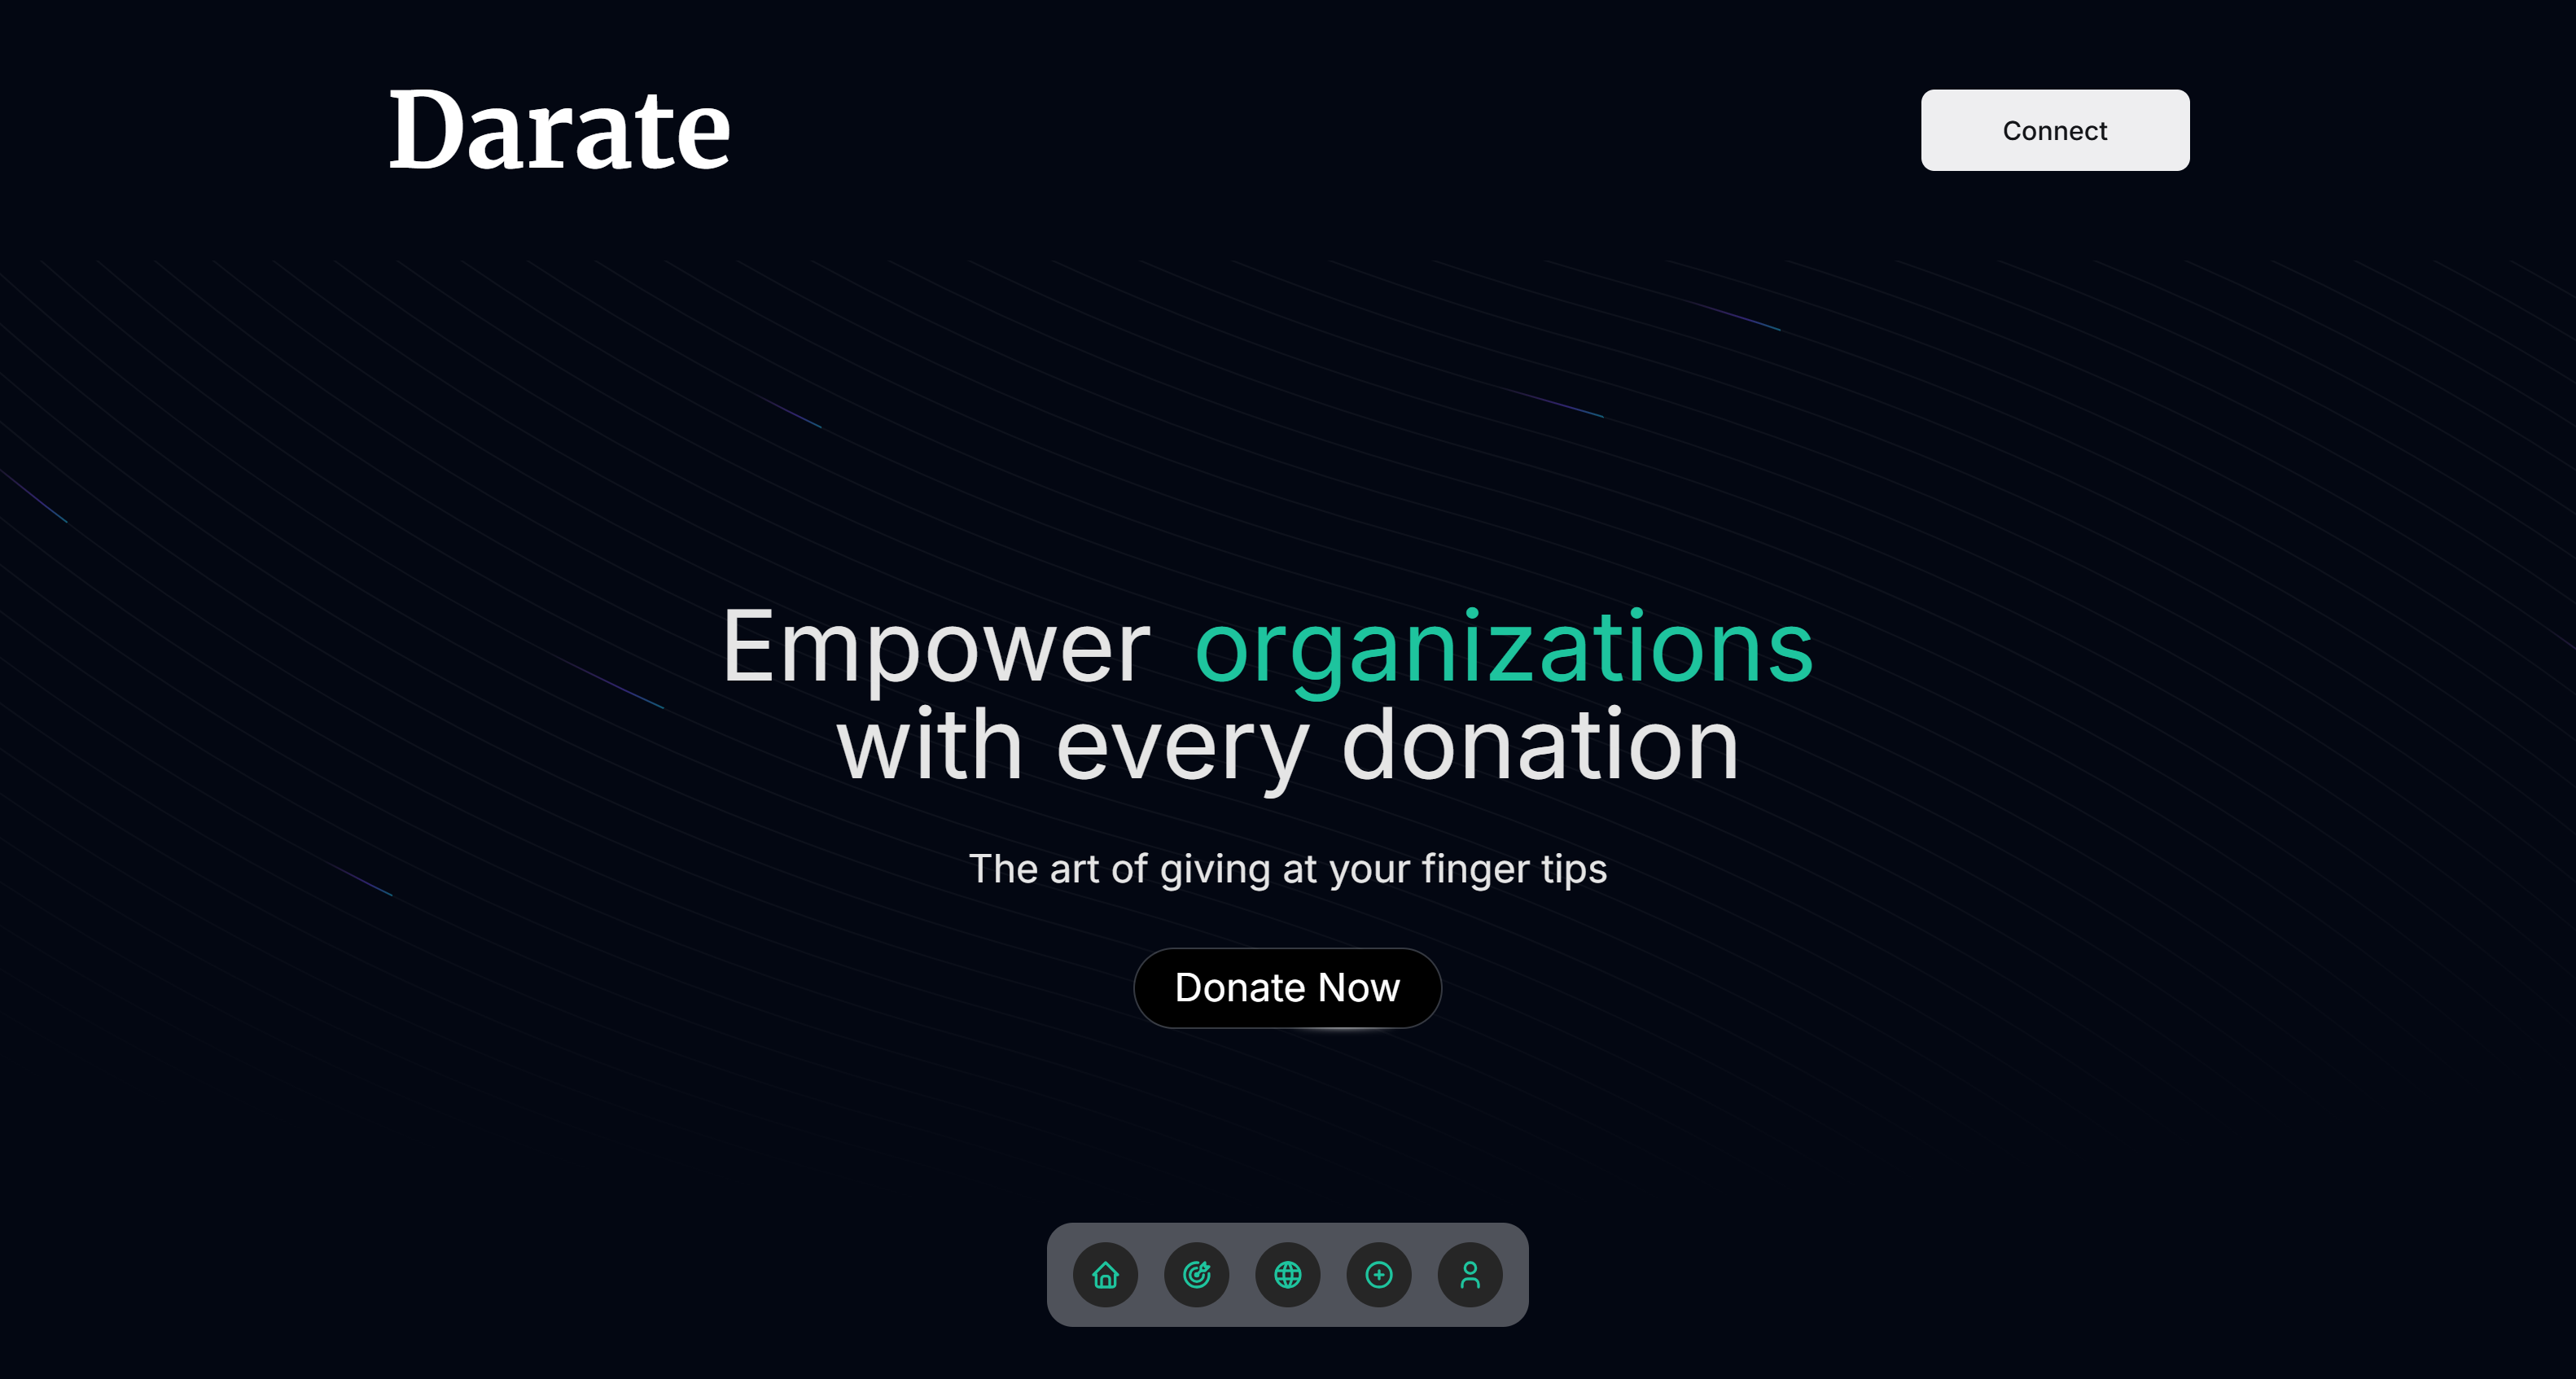 Darate
Connect
Empower organizations
with every donation
The art of giving at your finger tips
Donate Now